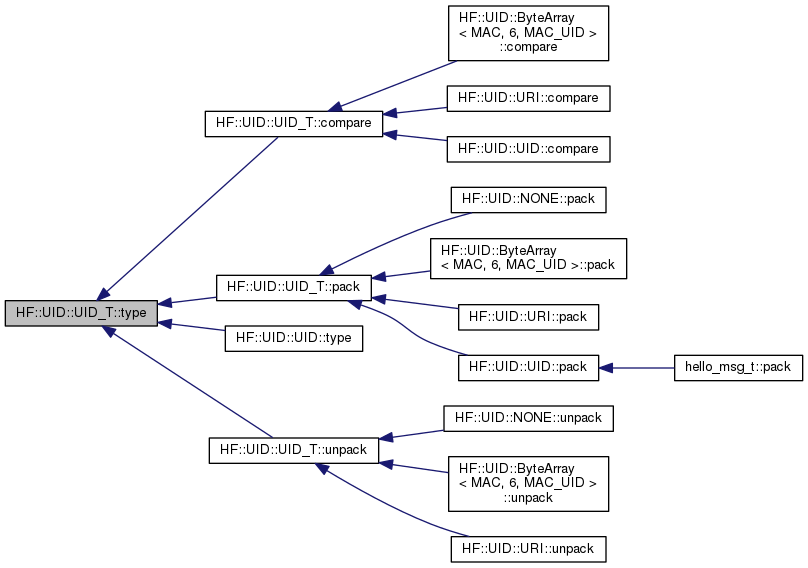 HF::UID::ByteArray
< MAC, 6, MAC_UID >
::compare
HF::UID::URI::compare
HF::UID::UID_T::compare
HF::UID::UID::compare
HF::UID::NONE::pack
HF::UID::ByteArray
< MAC, 6, MAC_UID >::pack
HF::UID::UID_T::pack
HF::UID::UID_T::type
HF::UID::URI::pack
HF::UID::UID::type
HF::UID::UID::pack
hello_msg_t::pack
HF::UID::NONE::unpack
HF::UID::UID_T::unpack
HF::UID::ByteArray
< MAC, 6, MAC_UID >
::unpack
HF::UID::URI::unpack